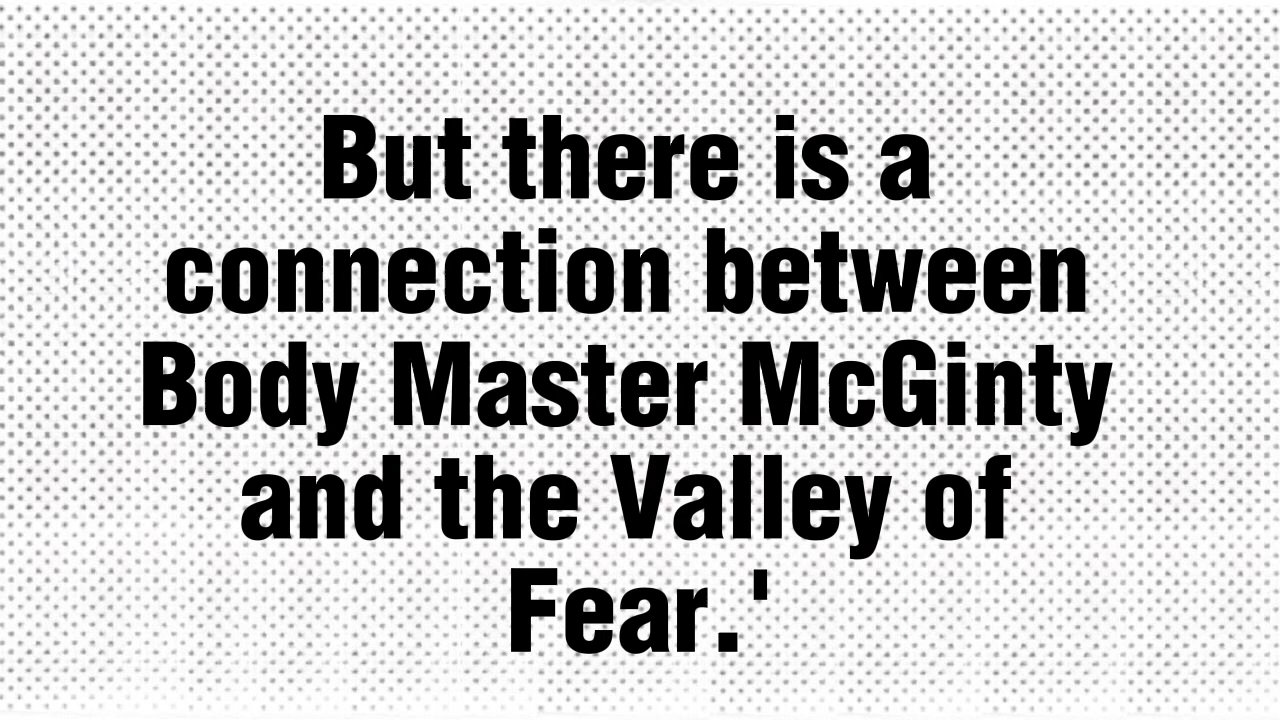 But there is a
connection between
Body Master McGinty
and the Valley of
Fear.'